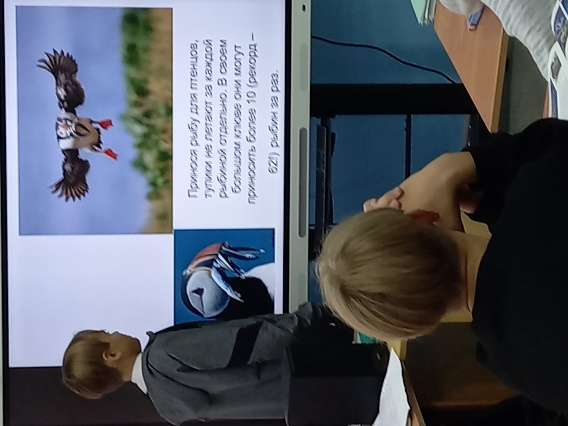 Принося рыбу для птенцов,
тупики не летают за каждой
рыбиной отдельно. В своем
большом клюве они могут
приносить более 10 (рекорд –
62!) рыбин за раз.